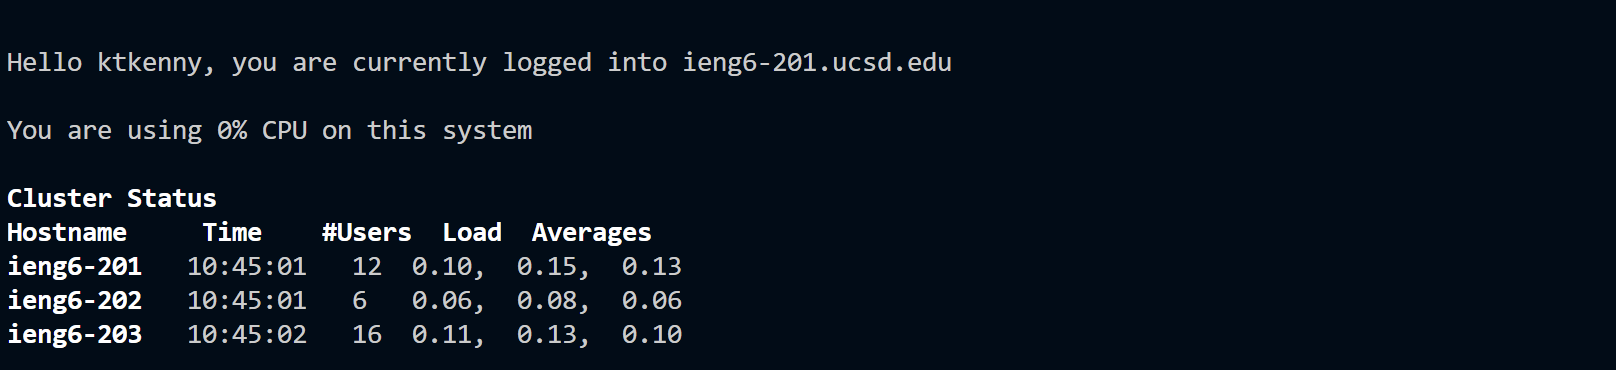 Hello ktkenny, you are currently logged into ieng6-201.ucsd.edu
You are using 0% CPU on this system
Cluster Status
Hostname     Time    #Users  Load  Averages
ieng6-201   10:45:01   12  0.10,  0.15,  0.13
ieng6-202   10:45:01   6   0.06,  0.08,  0.06
ieng6-203   10:45:02   16  0.11,  0.13,  0.10